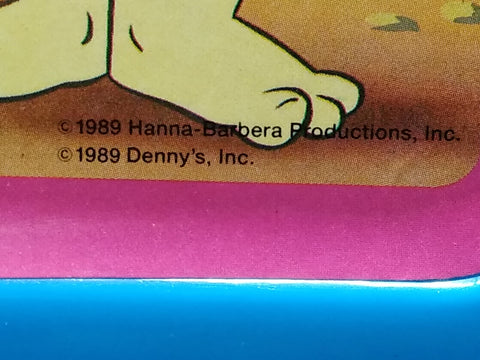 © 1989 Hanna-Barbera Productions, Inc.
© 1989 Denny's, Inc.